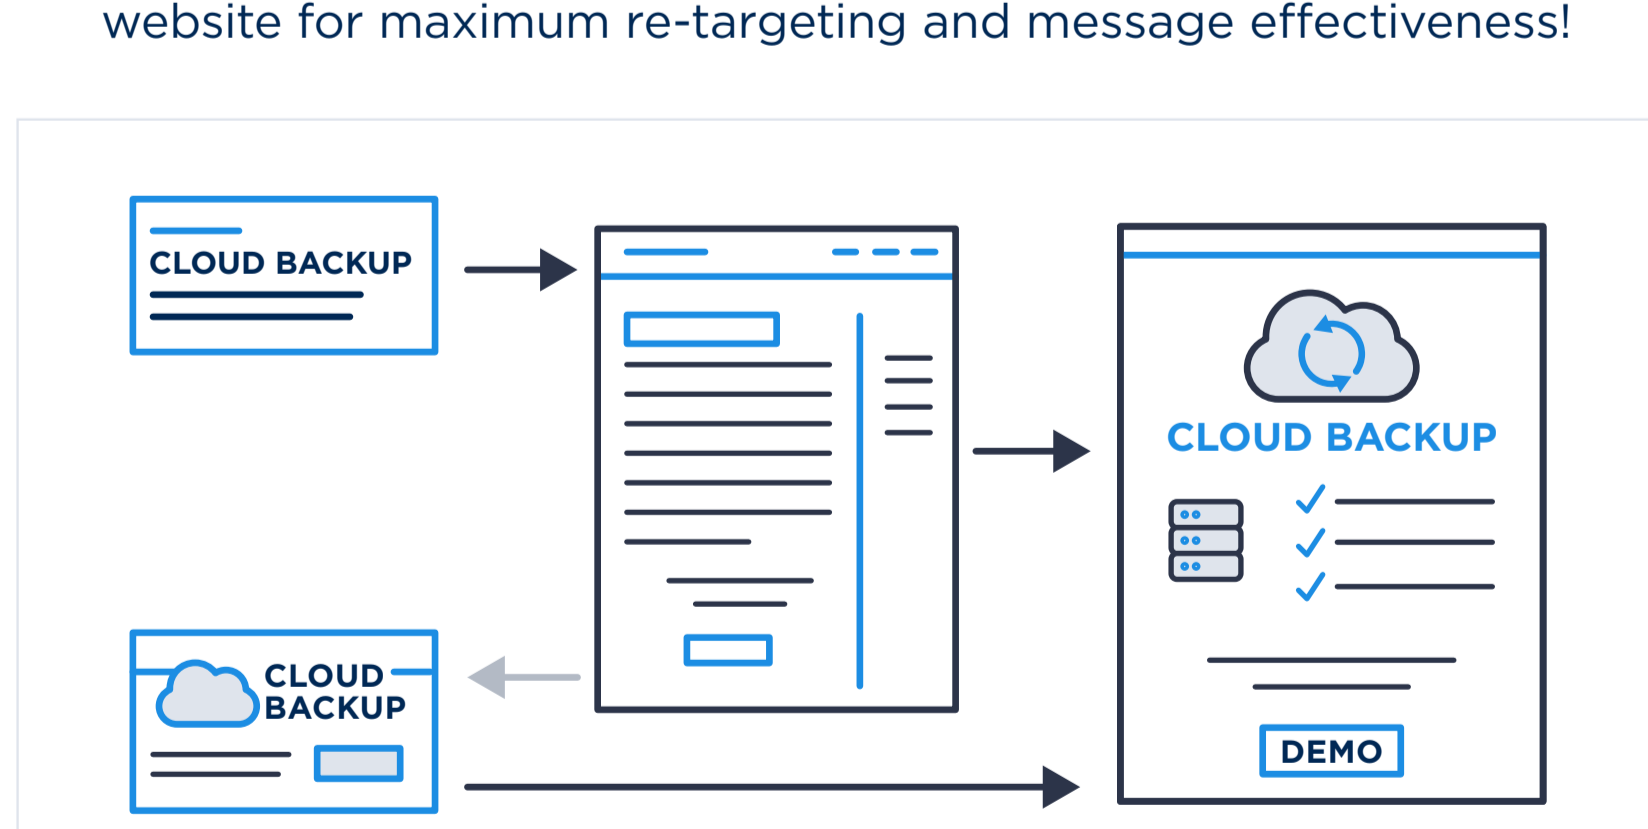 website for maximum re-targeting and message effectiveness!
CLOUD BACKUP
CLOUD BACKUP
CLOUD
BACKUP
DEMO